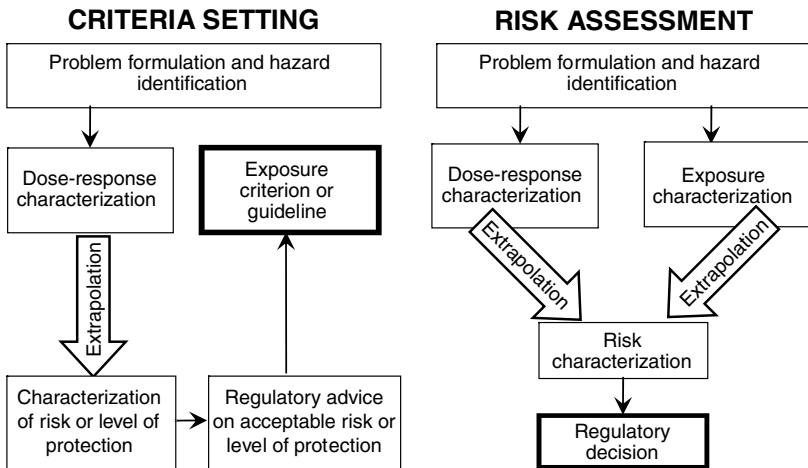 CRITERIA SETTING
Problem formulation and hazard
identification
Dose-response
characterization
Exposure
criterion or
guideline
Extrapolation
Characterization
of risk or level of
protection
Regulatory advice
on acceptable risk or
level of protection
RISK ASSESSMENT
Problem formulation and hazard
identification
Dose-response
characterization
Exposure
characterization
Extrapolation
Extrapolation
Risk
characterization
Regulatory
decision